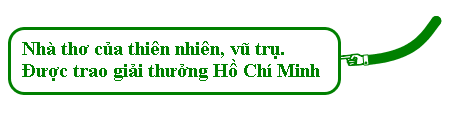 Nhà thơ của thiên nhiên, vũ trụ.
Được trao giải thưởng Hồ Chí Minh